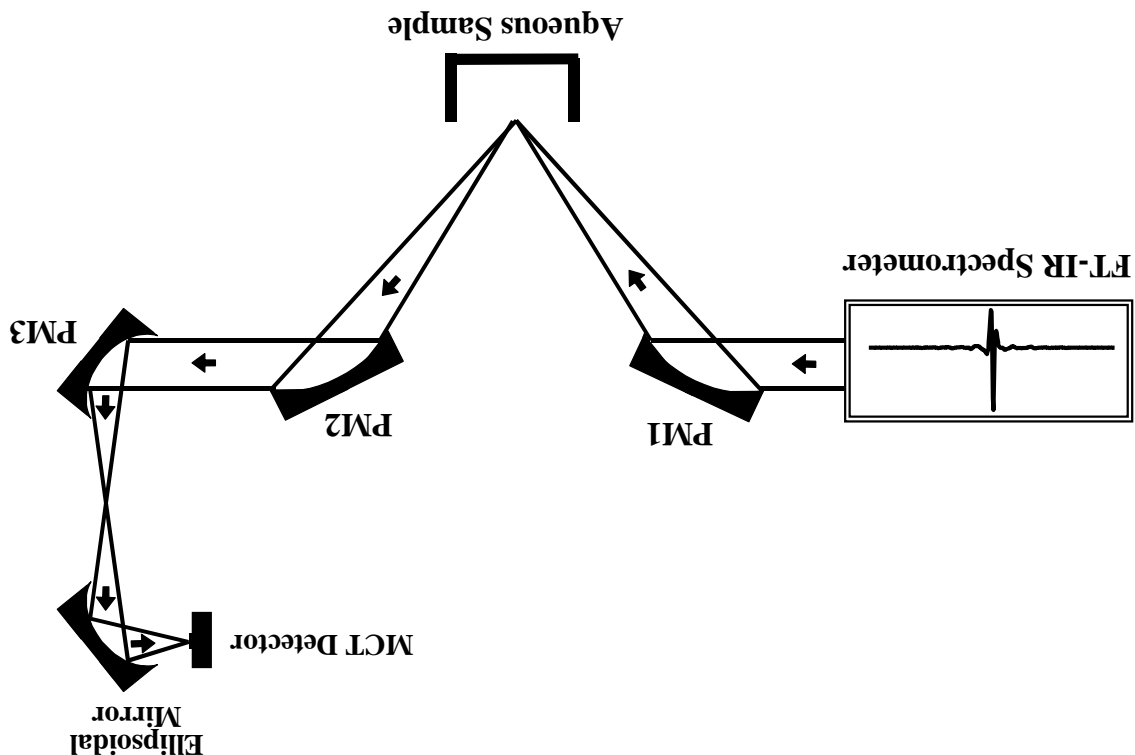 Ellipsoidal
Mirror
MCT Detector
PM1
PM2
PM3
FT-IR Spectrometer
Aqueous Sample